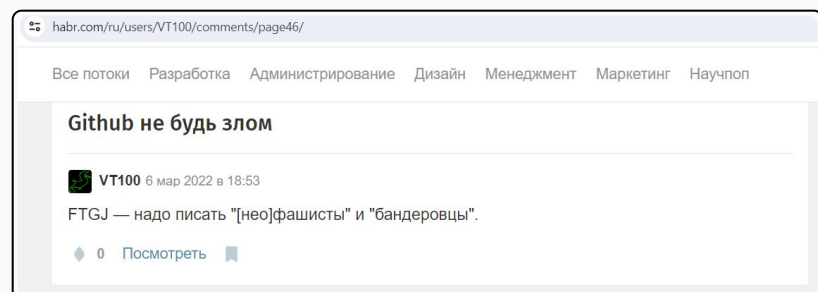 habr.com/ru/users/VT100/comments/page46/
Все потоки Разработка Администрирование Дизайн Менеджмент Маркетинг Научпоп
Github не будь злом
VT100 6 мар 2022 в 18:53
FTGJ — надо писать "[нео]фашисты" и "бандеровцы".
0 Посмотреть